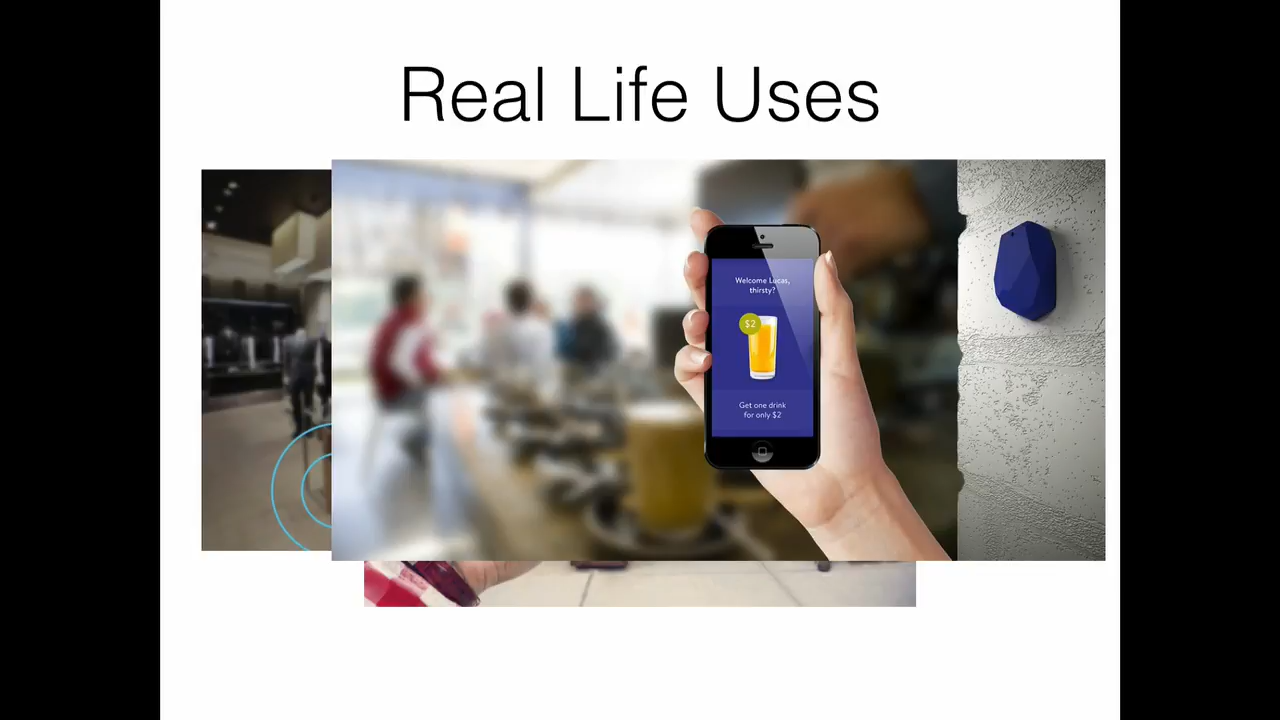 Real Life Uses
Welcome Lucas,
thirsty?
$2
Get one drink
for only $2